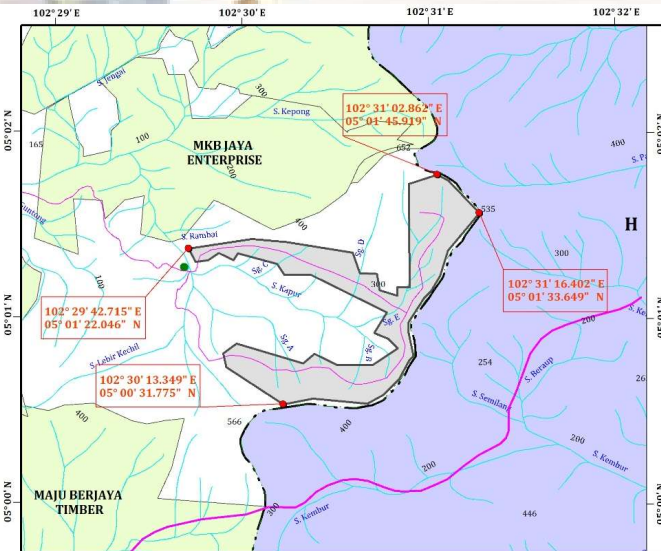 102° 29' E
102° 30' E
102° 31' E
102° 32' E
S. Jengai
300
102° 31' 02.862" E
05° 01' 45.919" N
S. Kepong
05°02' N
165
100
MKB JAYA
ENTERPRISE
200
652
400
535
S. Rambai
400
H
Sg. D
Sg. C
300
300
S. Kapur
100
102° 31' 16.402" E
05° 01' 33.649" N
102° 29' 42.715" E
05° 01' 22.046" N
05°01' N
200
Sg. E
Sg. A
Sg. B
S. Lebir Kechil
254
S. Beraup
102° 30' 13.349" E
05° 00' 31.775" N
S. Semilang
400
566
400
200
S. Kembur
200
MAJU BERJAYA
TIMBER
05°00' N
300
S. Kembur
446